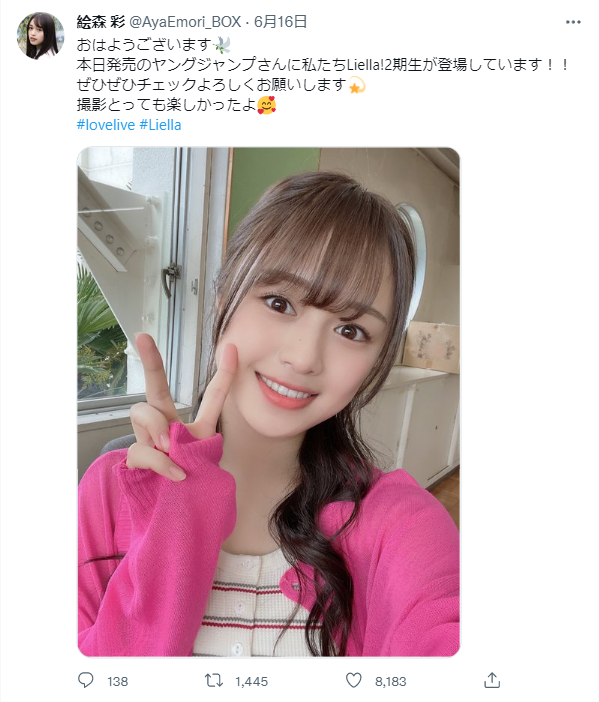 絵森 彩 @AyaEmori_BOX · 6月16日
おはようございます🕊
本日発売のヤングジャンプさんに私たちLiella!2期生が登場しています！！
ぜひぜひチェックよろしくお願いします💫
撮影とっても楽しかったよ🥰
#lovelive #Liella
138
1,445
8,183